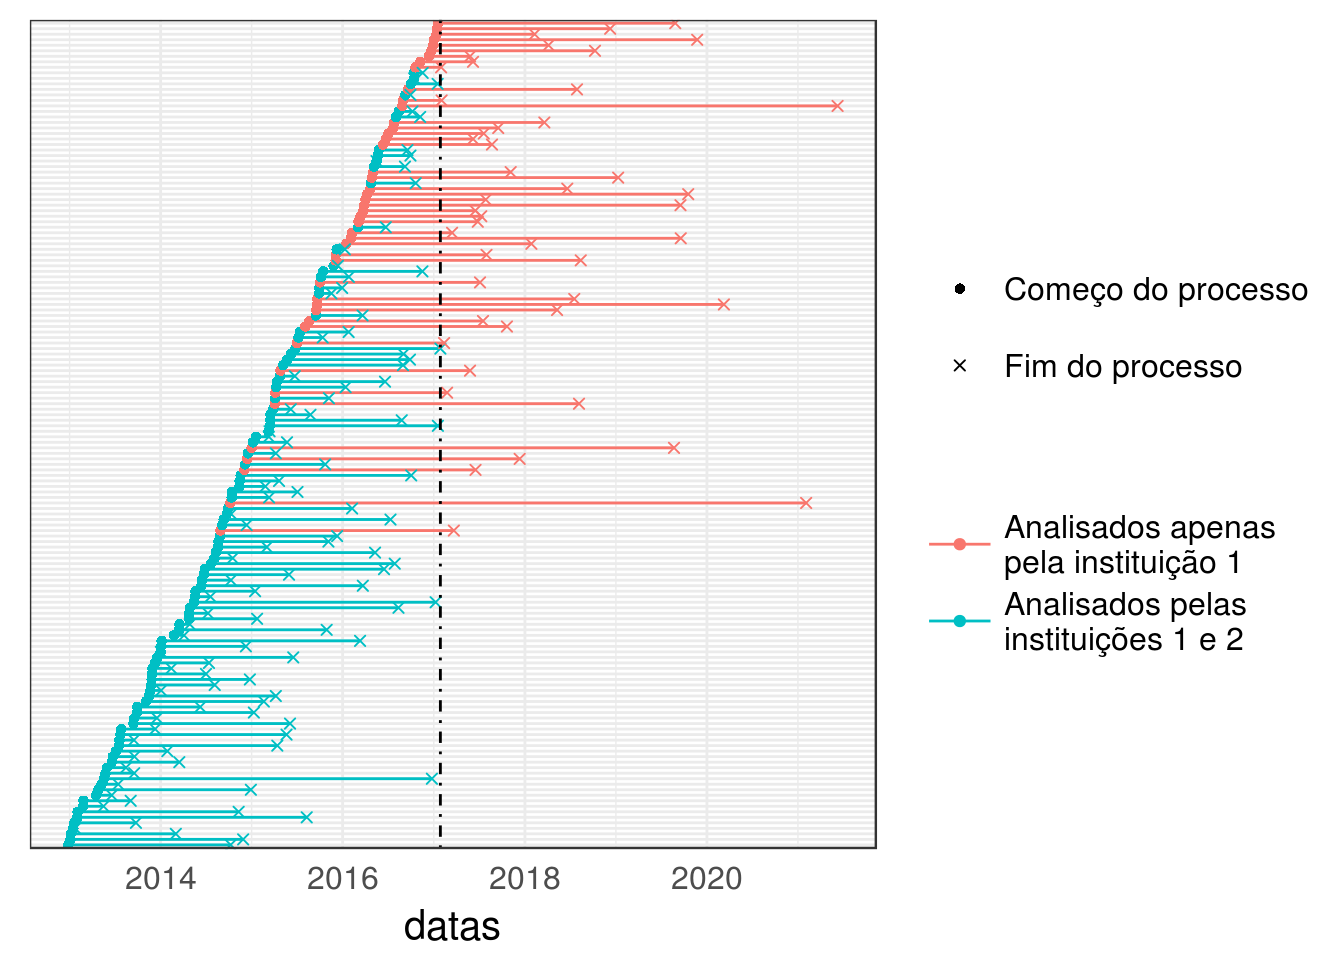 2014
2016
2018
2020
datas
Começo do processo
Fim do processo
Analisados apenas
pela instituição 1
Analisados pelas
instituições 1 e 2